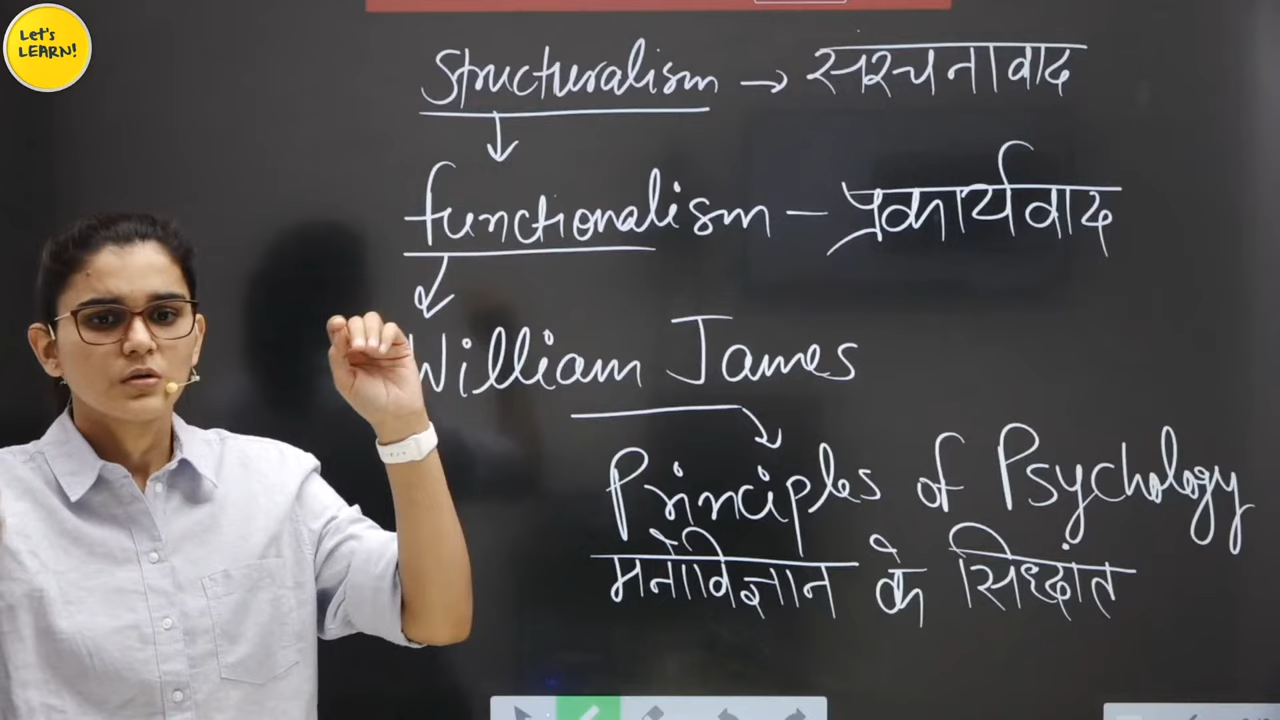 Let's
LEARN!
Structuralism → संरचनावाद
functionalism – प्रकार्यवाद
William James
Principles of Psychology
मनोविज्ञान के सिध्दांत